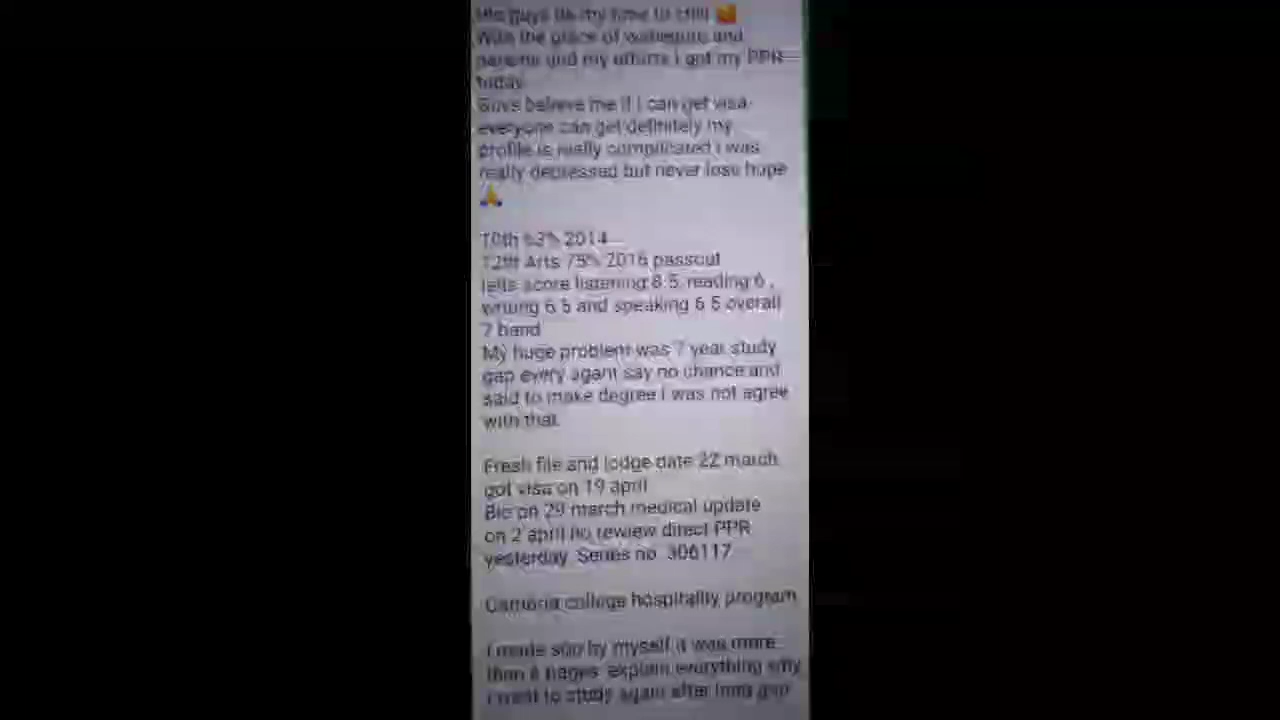 guys its my time to chill
With the grace of waheguru and
parents and my efforts I got my PPR
today
Guys believe me if I can get visa
everyone can get definitely my
profile is really complicated I was
really depressed but never lose hope
🙏
10th 63% 2014
12th Arts 75% 2016 passout
Ielts score listening 8.5, reading 6 ,
writing 6.5 and speaking 6.5 overall
7 band
My huge problem was 7 year study
gap every agant say no chance and
said to make degree I was not agree
with that
Fresh file and lodge date 22 march
got visa on 19 april
Bio on 29 march medical update
on 2 april no rewiew direct PPR
yesterday Series no 306117
college hospitality program
I made sop by myself it was more
than 6 pages explain everything why
I want to study again after long gap